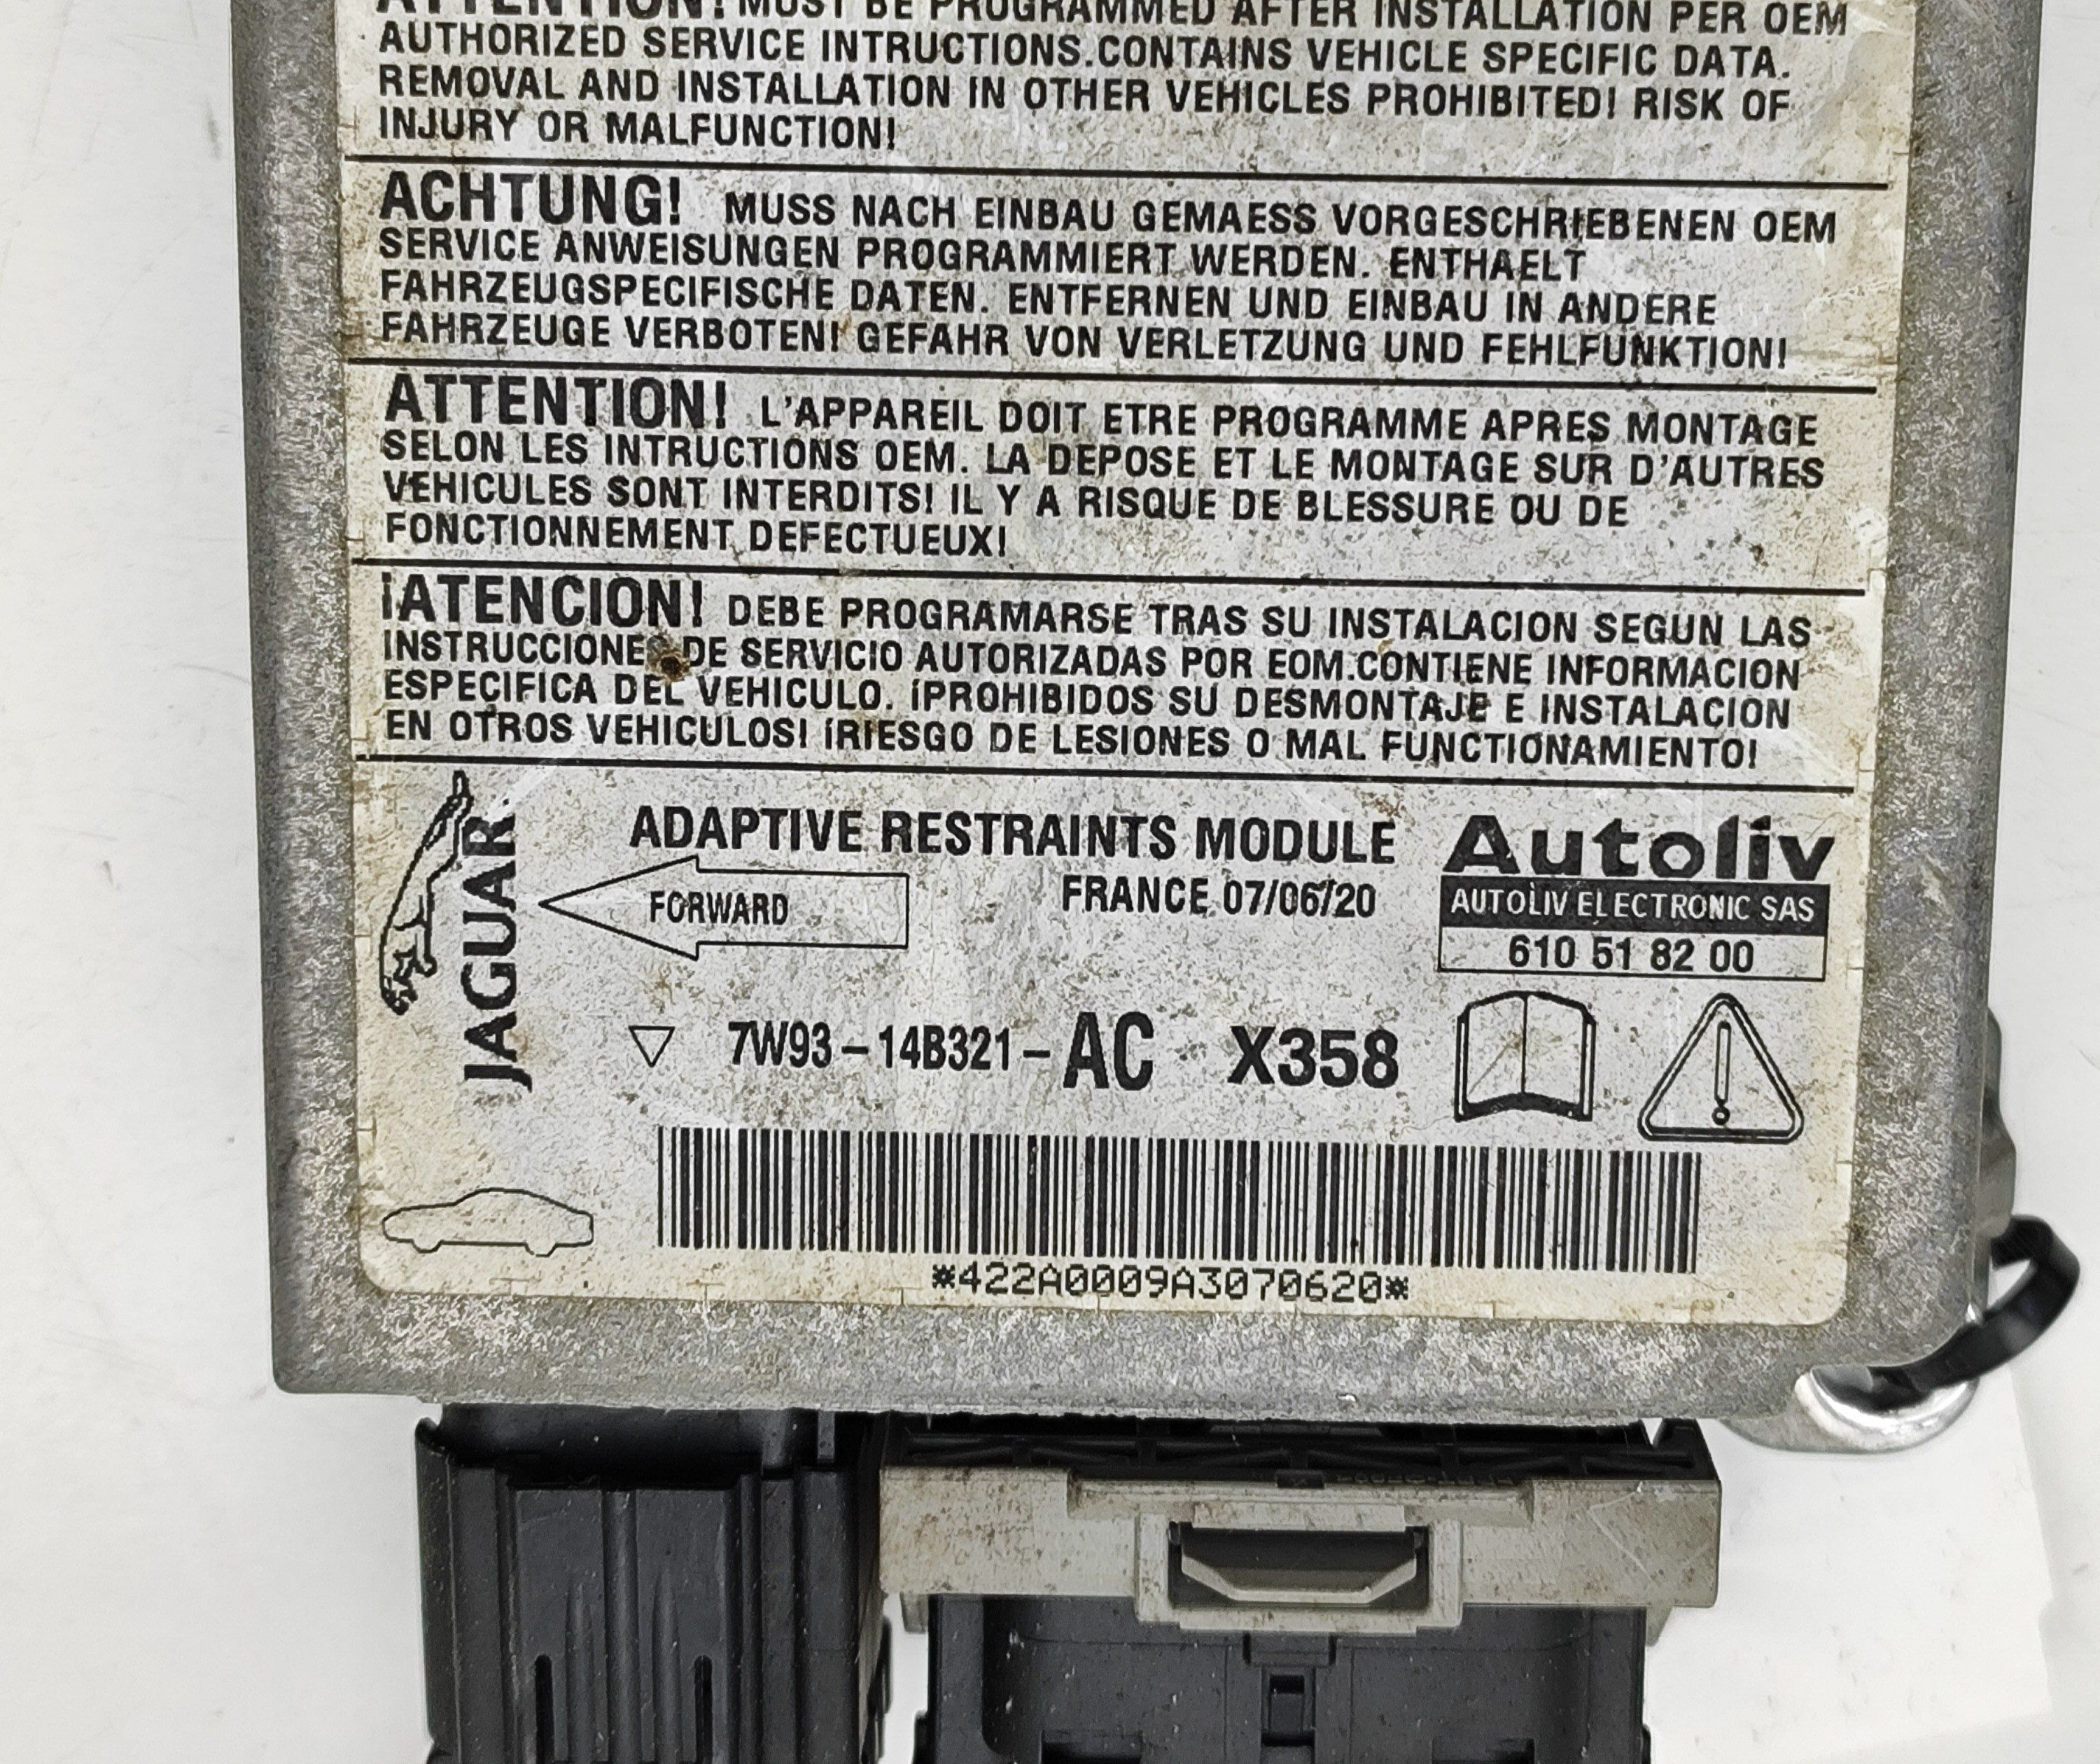 ATTENTION! MUST BE PROGRAMMED AFTER INSTALLATION PER OEM
AUTHORIZED SERVICE INTRUCTIONS.CONTAINS VEHICLE SPECIFIC DATA.
REMOVAL AND INSTALLATION IN OTHER VEHICLES PROHIBITED! RISK OF
INJURY OR MALFUNCTION!
ACHTUNG! MUSS NACH EINBAU GEMAESS VORGESCHRIEBENEN OEM
SERVICE ANWEISUNGEN PROGRAMMIERT WERDEN. ENTHAELT
FAHRZEUGSPECIFISCHE DATEN. ENTFERNEN UND EINBAU IN ANDERE
FAHRZEUGE VERBOTEN! GEFAHR VON VERLETZUNG UND FEHLFUNKTION!
ATTENTION! L'APPAREIL DOIT ETRE PROGRAMME APRES MONTAGE
SELON LES INTRUCTIONS OEM. LA DEPOSE ET LE MONTAGE SUR D'AUTRES
VEHICULES SONT INTERDITS! IL Y A RISQUE DE BLESSURE OU DE
FONCTIONNEMENT DEFECTUEUX!
¡ATENCION! DEBE PROGRAMARSE TRAS SU INSTALACION SEGUN LAS
INSTRUCCIONES DE SERVICIO AUTORIZADAS POR EOM.CONTIENE INFORMACION
ESPECIFICA DEL VEHICULO. ¡PROHIBIDOS SU DESMONTAJE E INSTALACION
EN OTROS VEHICULOS! ¡RIESGO DE LESIONES O MAL FUNCTIONAMIENTO!
JAGUAR
ADAPTIVE RESTRAINTS MODULE
FORWARD
FRANCE 07/06/20
Autoliv
AUTOLIV ELECTRONIC SAS
610 51 82 00
7W93-14B321-AC X358
*422A0009A3070620*